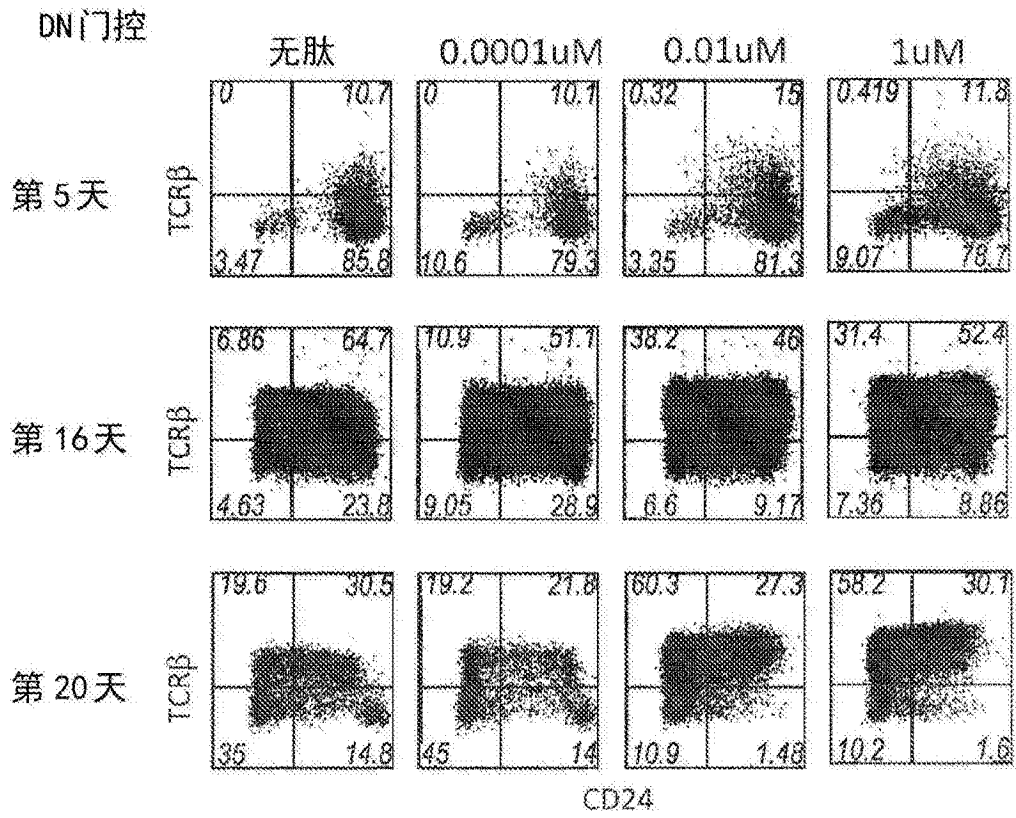 DN门控
无肽 0.0001uM 0.01uM 1uM
0 10.7 0 10.1 0.32 15 0.419 11.8
第5天 TCRβ
3.47 85.8 10.6 79.3 3.35 81.3 9.07 78.7
6.86 64.7 10.9 51.1 38.2 46 31.4 52.4
第16天 TCRβ
4.63 23.8 9.05 28.9 6.6 9.17 7.36 8.86
19.6 30.5 19.2 21.8 60.3 27.3 58.2 30.1
第20天 TCRβ
35 14.8 45 14 10.9 1.48 10.2 1.6
CD24